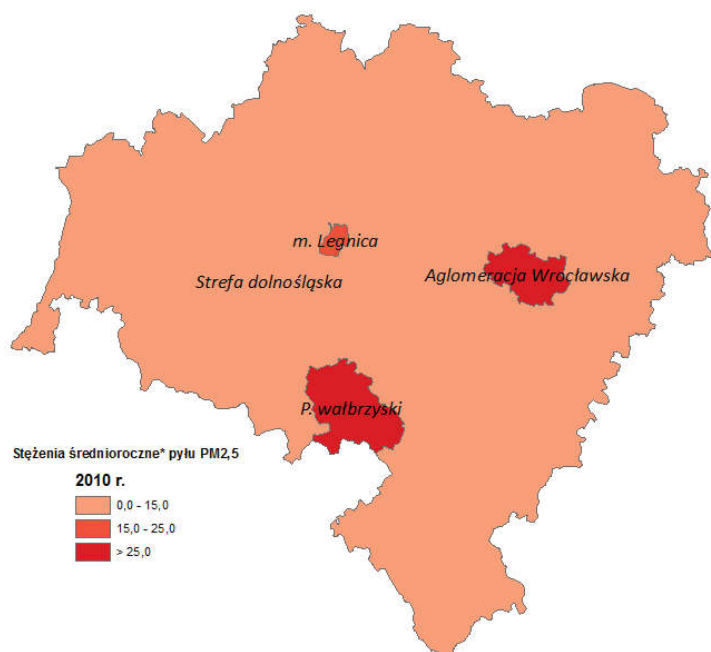 m. Legnica
Strefa dolnośląska
Aglomeracja Wrocławska
P. wałbrzyski
Stężenia średnioroczne* pyłu PM2,5
2010 r.
0,0 - 15,0
15,0 - 25,0
> 25,0